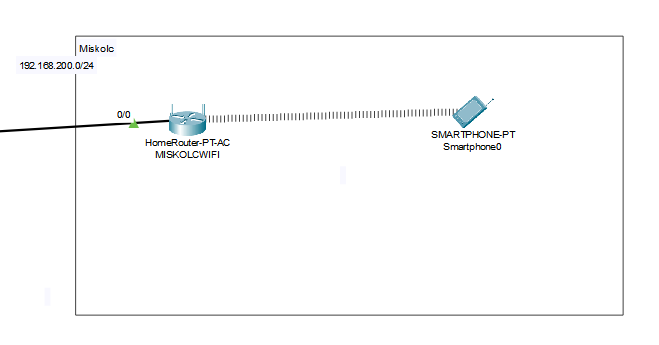 Miskolc
192.168.200.0/24
0/0
HomeRouter-PT-AC
MISKOLCWIFI
SMARTPHONE-PT
Smartphone0